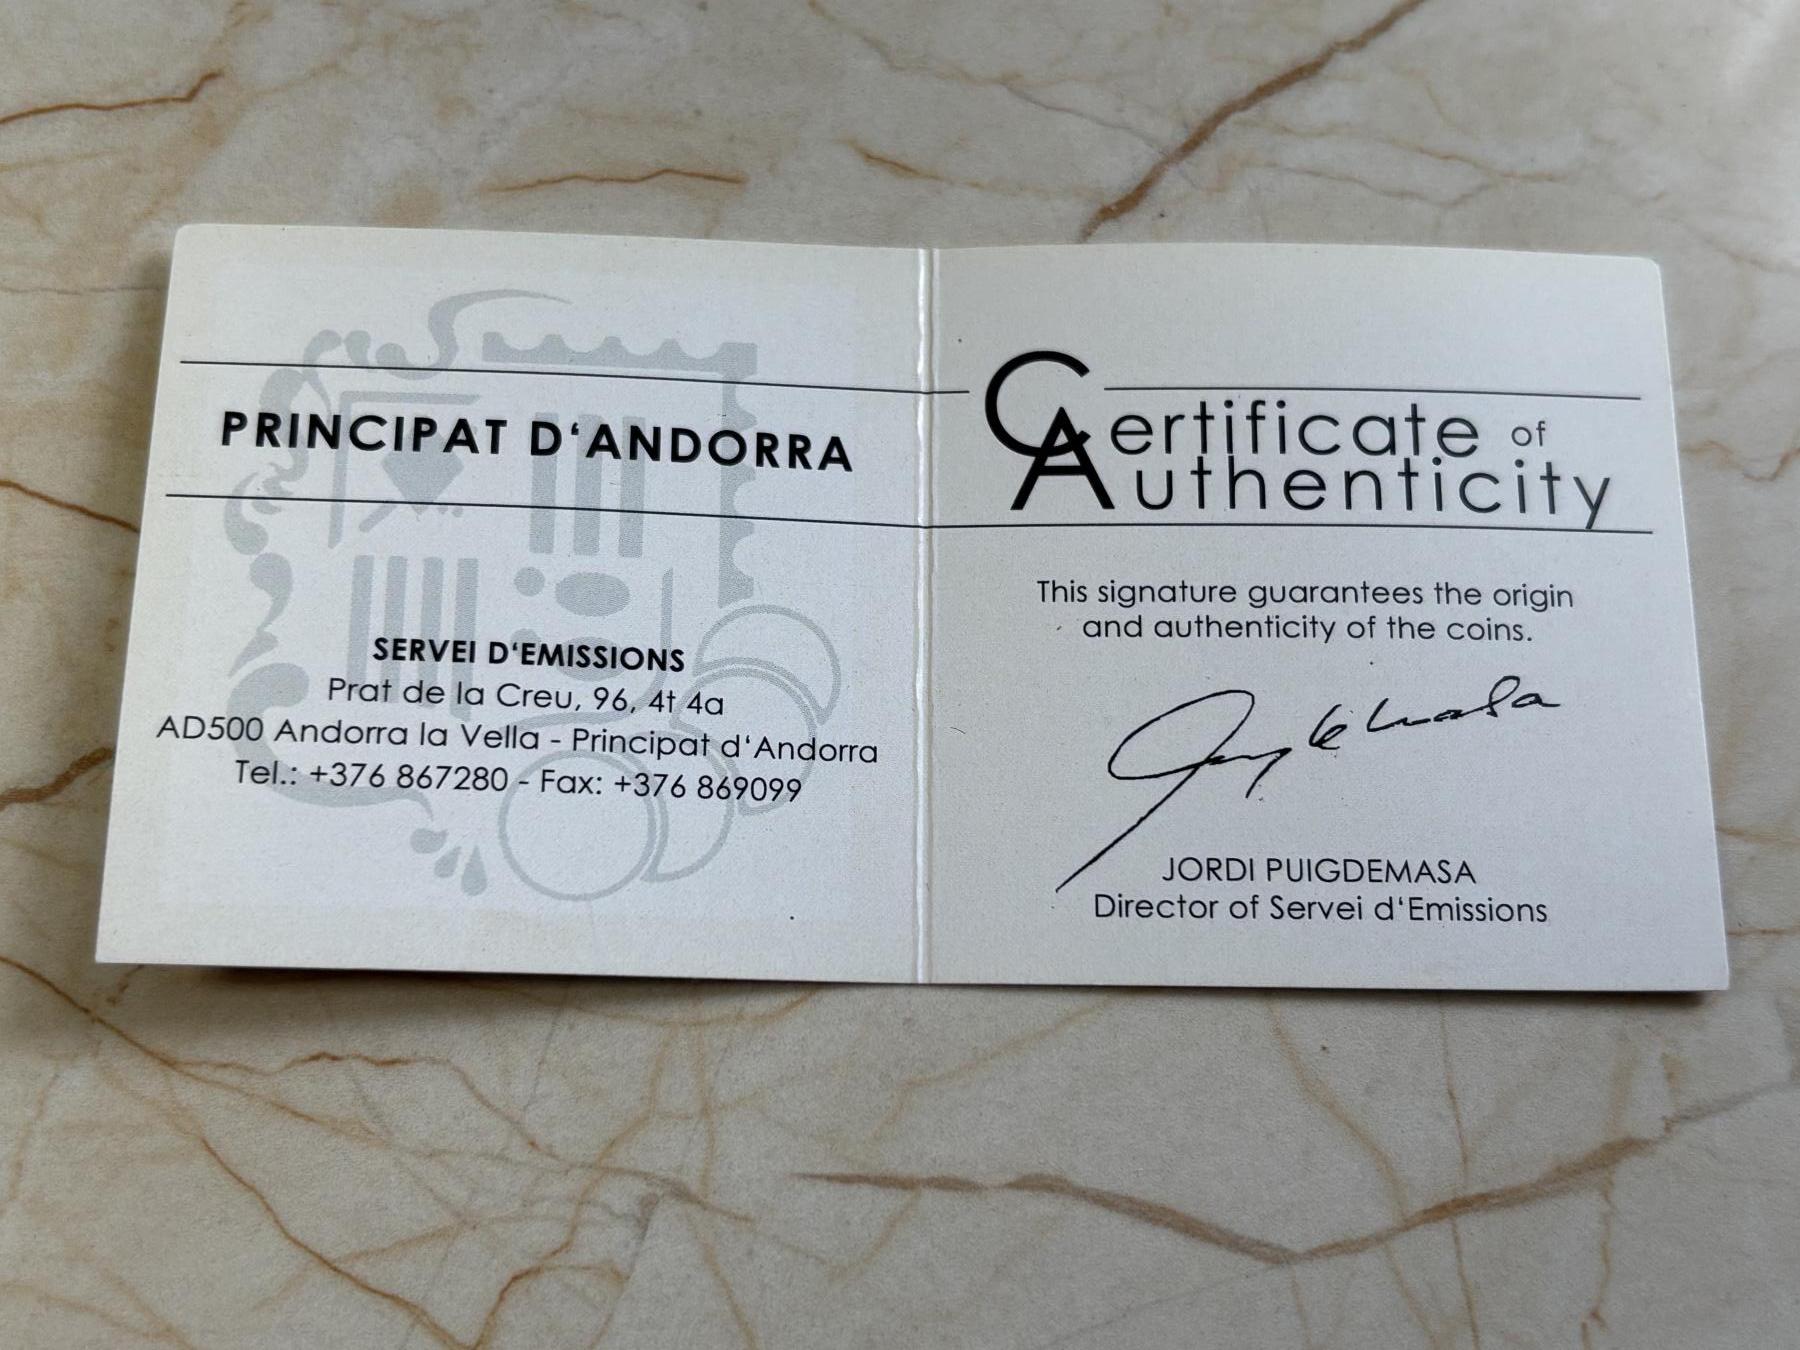 PRINCIPAT D‘ANDORRA
SERVEI D‘EMISSIONS
Prat de la Creu, 96, 4t 4a
AD500 Andorra la Vella - Principat d‘Andorra
Tel.: +376 867280 - Fax: +376 869099
Certificate of
Authenticity
This signature guarantees the origin
and authenticity of the coins.
JORDI PUIGDEMASA
Director of Servei d‘Emissions